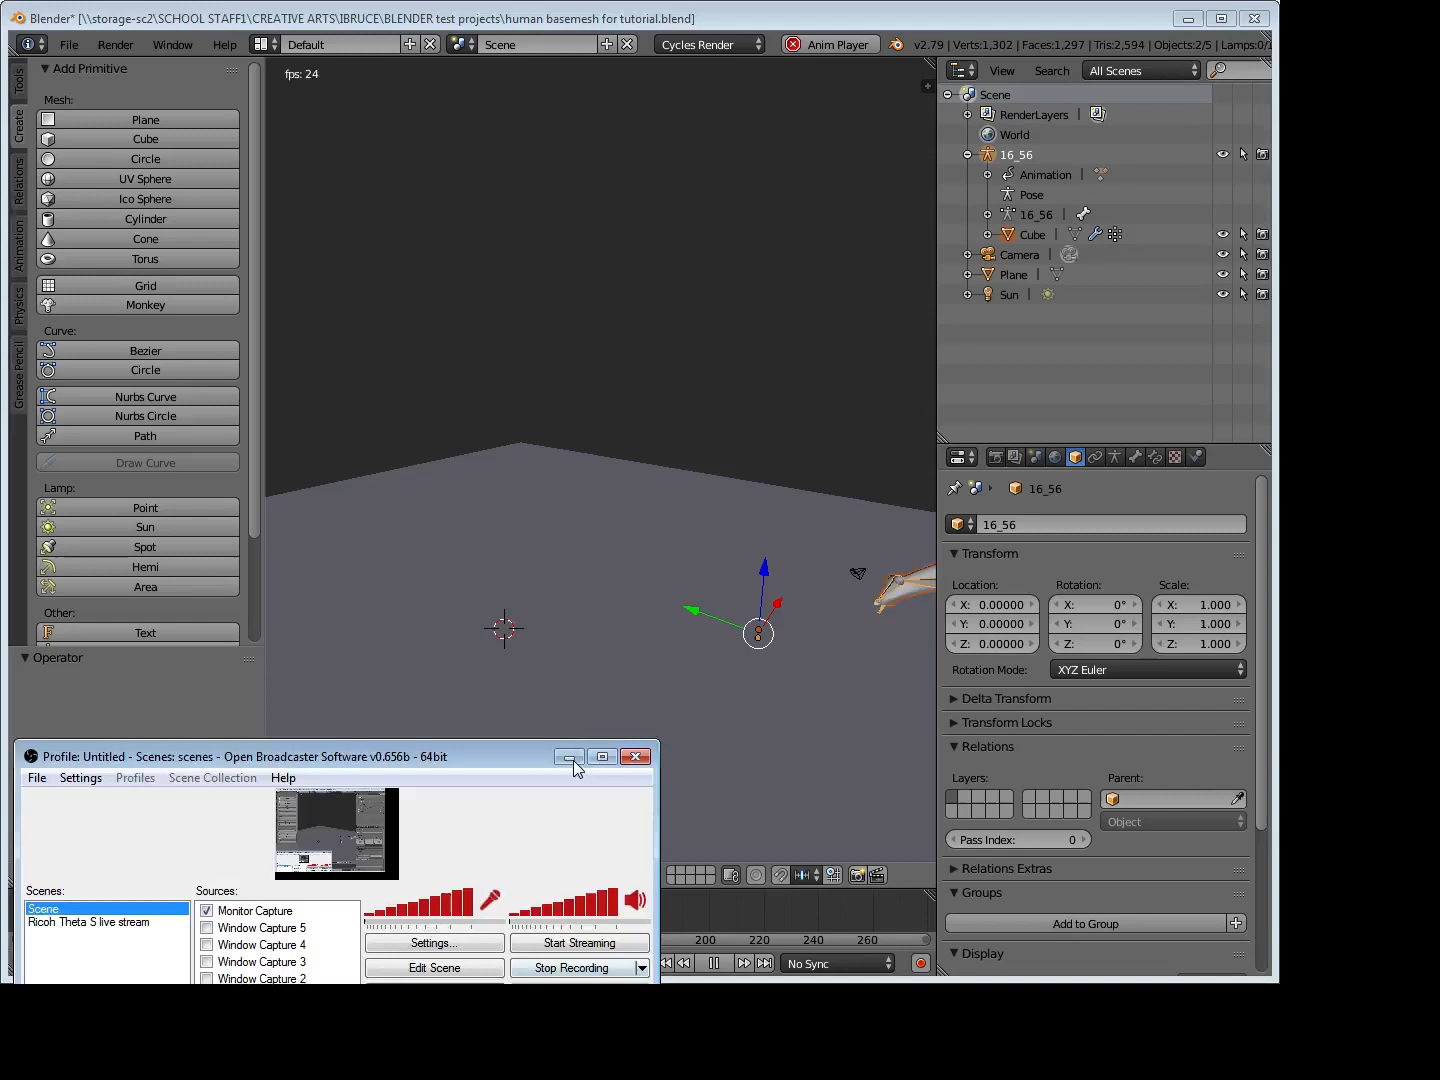 Blender* [\\storage-sc2\SCHOOL STAFF1\CREATIVE ARTS\IBRUCE\BLENDER test projects\human basemesh for tutorial.blend]
File Render Window Help Default Scene Cycles Render Anim Player v2.79 | Verts:1,302 | Faces:1,297 | Tris:2,594 | Objects:2/5 | Lamps:0/
Add Primitive
fps: 24
View Search All Scenes
Tools
Create
Relations
Animation
Physics
Grease Pencil
Mesh:
Plane
Cube
Circle
UV Sphere
Ico Sphere
Cylinder
Cone
Torus
Grid
Monkey
Curve:
Bezier
Circle
Nurbs Curve
Nurbs Circle
Path
Draw Curve
Lamp:
Point
Sun
Spot
Hemi
Area
Other:
Text
Operator
Scene
RenderLayers |
World
16_56
Animation |
Pose
16_56 |
Cube |
Camera |
Plane |
Sun |
16_56
16_56
Transform
Location: Rotation: Scale:
X: 0.00000 X: 0° X: 1.000
Y: 0.00000 Y: 0° Y: 1.000
Z: 0.00000 Z: 0° Z: 1.000
Rotation Mode: XYZ Euler
Delta Transform
Transform Locks
Relations
Layers: Parent:
Object
Pass Index: 0
Relations Extras
Groups
Add to Group
Display
200 220 240 260
No Sync
Profile: Untitled - Scenes: scenes - Open Broadcaster Software v0.656b - 64bit
File Settings Profiles Scene Collection Help
Scenes: Sources:
Scene
Ricoh Theta S live stream
Monitor Capture
Window Capture 5
Window Capture 4
Window Capture 3
Window Capture 2
Settings... Start Streaming
Edit Scene Stop Recording